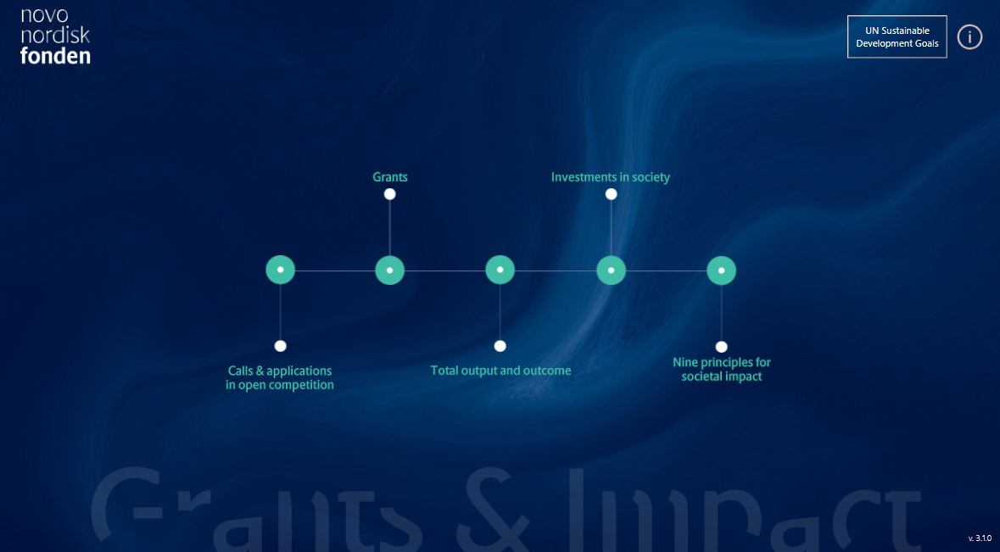 novo
nordisk
fonden
UN Sustainable
Development Goals
i
Grants
Investments in society
Calls & applications
in open competition
Total output and outcome
Nine principles for
societal impact
Grants & Impact
v. 3.1.0